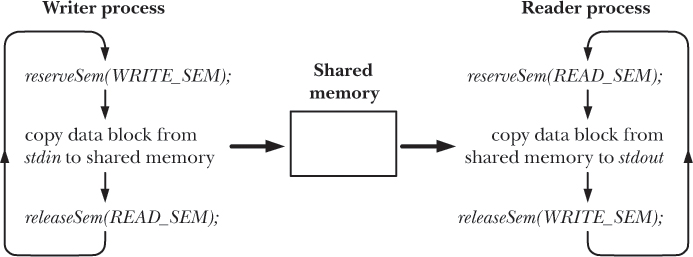 Writer process
reserveSem(WRITE_SEM);
copy data block from
stdin to shared memory
releaseSem(READ_SEM);
Shared
memory
Reader process
reserveSem(READ_SEM);
copy data block from
shared memory to stdout
releaseSem(WRITE_SEM);